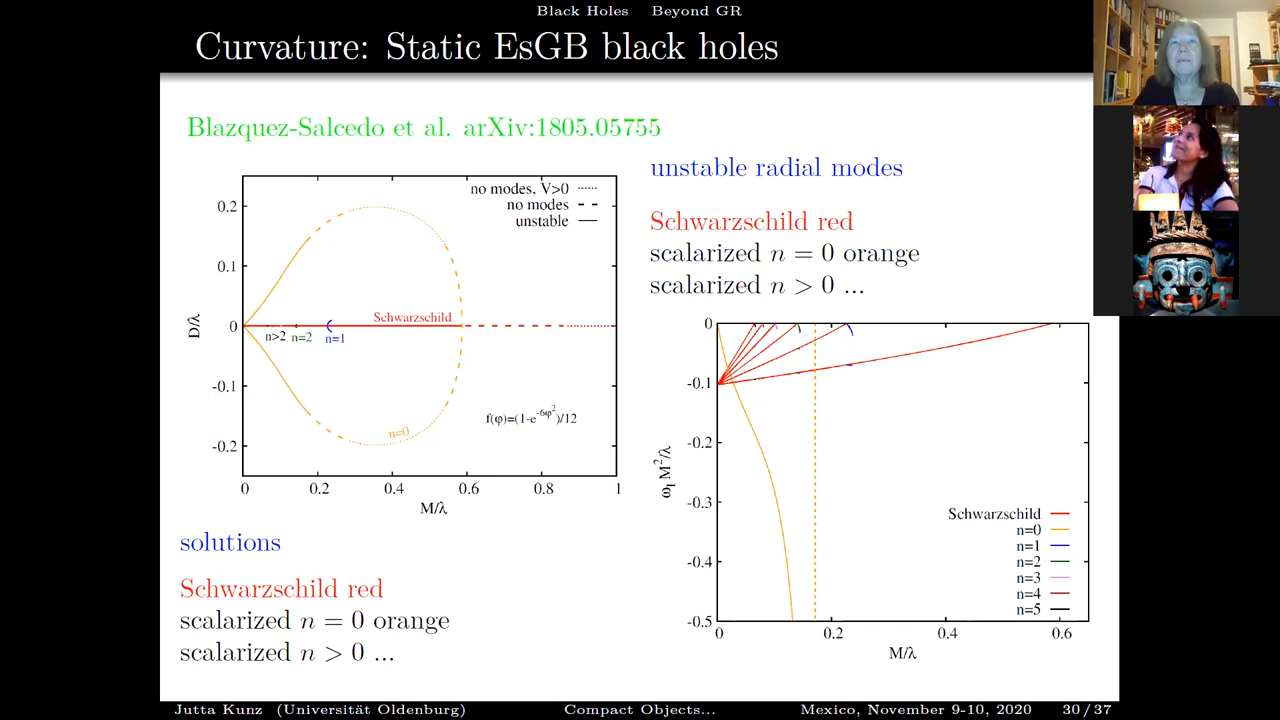 Black Holes Beyond GR
Curvature: Static EsGB black holes
Blazquez-Salcedo et al. arXiv:1805.05755
no modes, V>0
no modes
unstable
0.2
0.1
0
-0.1
-0.2
D/λ
Schwarzschild
n>2 n=2 n=1
f(φ)=(1-e^{-6φ^2})/12
n=0
0 0.2 0.4 0.6 0.8 1
M/λ
solutions
Schwarzschild red
scalarized n = 0 orange
scalarized n > 0 ...
unstable radial modes
Schwarzschild red
scalarized n = 0 orange
scalarized n > 0 ...
0
-0.1
-0.2
-0.3
-0.4
-0.5
ω_I M^2/λ
Schwarzschild
n=0
n=1
n=2
n=3
n=4
n=5
0 0.2 0.4 0.6
M/λ
Jutta Kunz (Universität Oldenburg) Compact Objects... Mexico, November 9-10, 2020 30 / 37